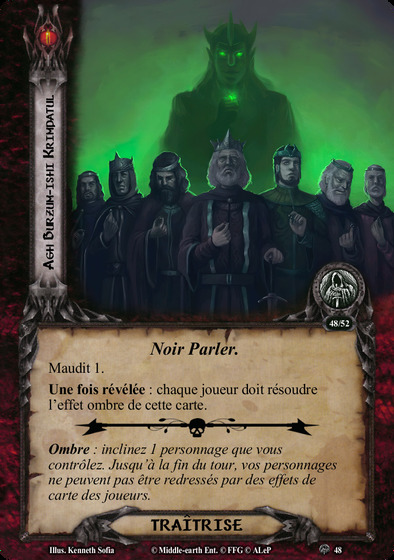 Agh Burzum-ishi Krimpatul
48/52
Noir Parler.
Maudit 1.
Une fois révélée : chaque joueur doit résoudre
l'effet ombre de cette carte.
Ombre : inclinez 1 personnage que vous
contrôlez. Jusqu'à la fin du tour, vos personnages
ne peuvent pas être redressés par des effets de
carte des joueurs.
TRAÎTRISE
Illus. Kenneth Sofia © Middle-earth Ent. © FFG © ALeP 48